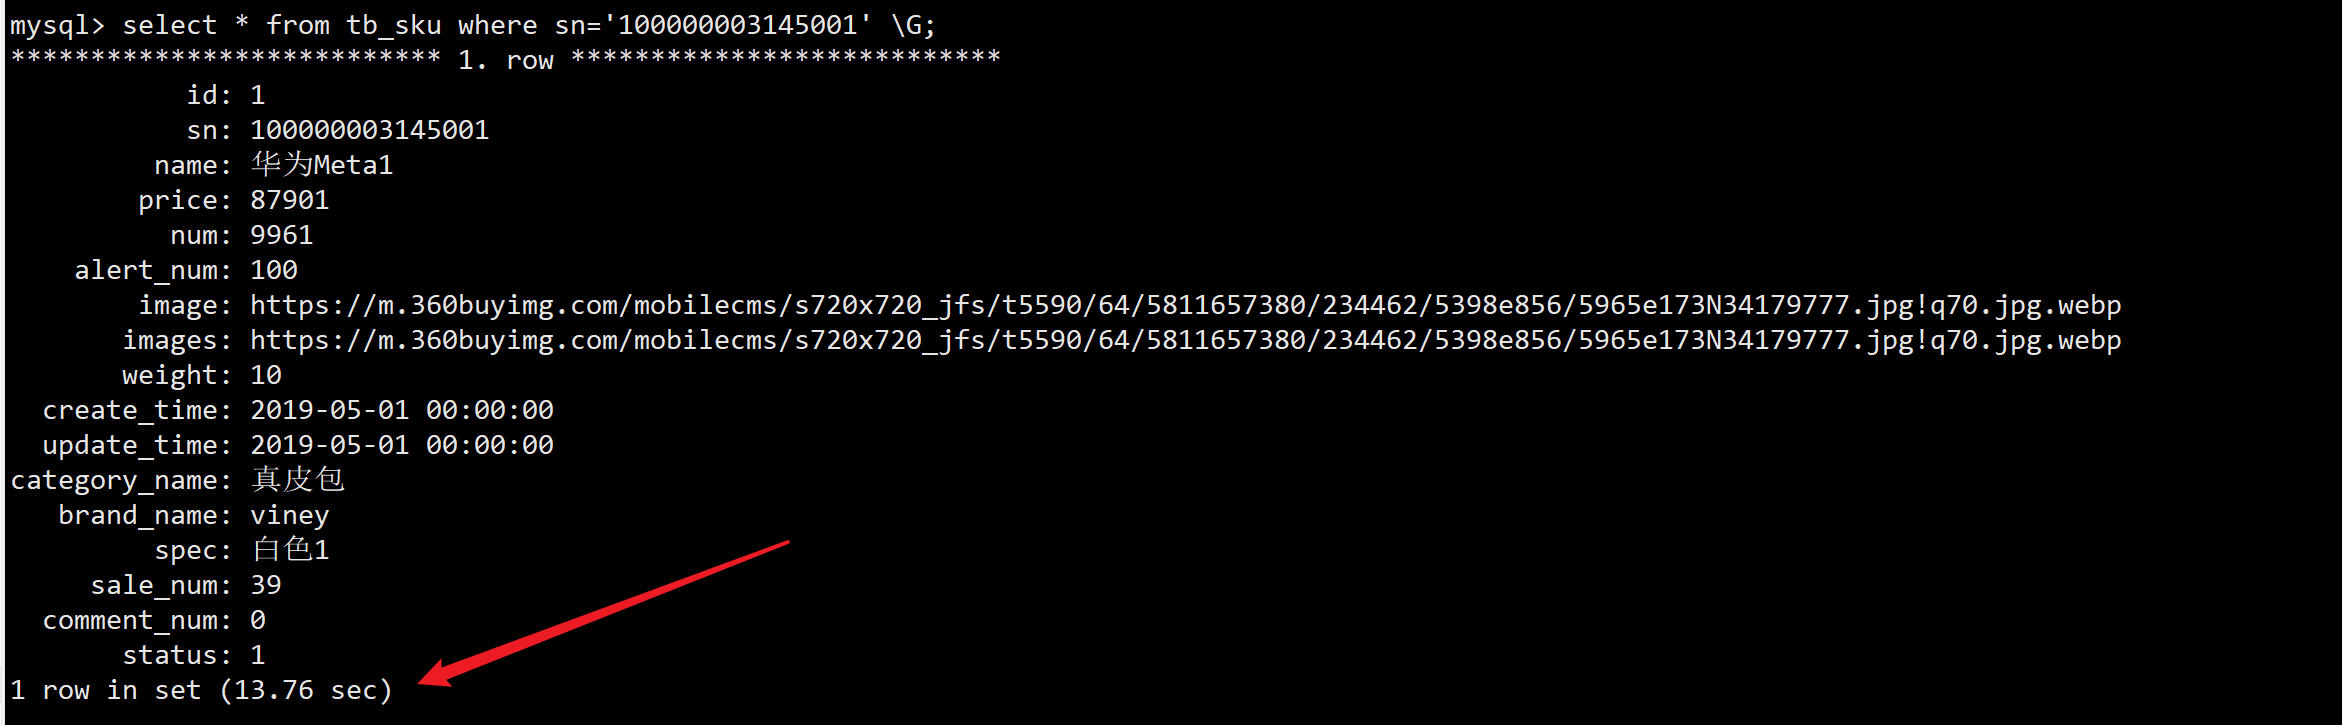 mysql> select * from tb_sku where sn='100000003145001' \G;
*************************** 1. row ***************************
id: 1
sn: 100000003145001
name: 华为Meta1
price: 87901
num: 9961
alert_num: 100
image: https://m.360buyimg.com/mobilecms/s720x720_jfs/t5590/64/5811657380/234462/5398e856/5965e173N34179777.jpg!q70.jpg.webp
images: https://m.360buyimg.com/mobilecms/s720x720_jfs/t5590/64/5811657380/234462/5398e856/5965e173N34179777.jpg!q70.jpg.webp
weight: 10
create_time: 2019-05-01 00:00:00
update_time: 2019-05-01 00:00:00
category_name: 真皮包
brand_name: viney
spec: 白色1
sale_num: 39
comment_num: 0
status: 1
1 row in set (13.76 sec)